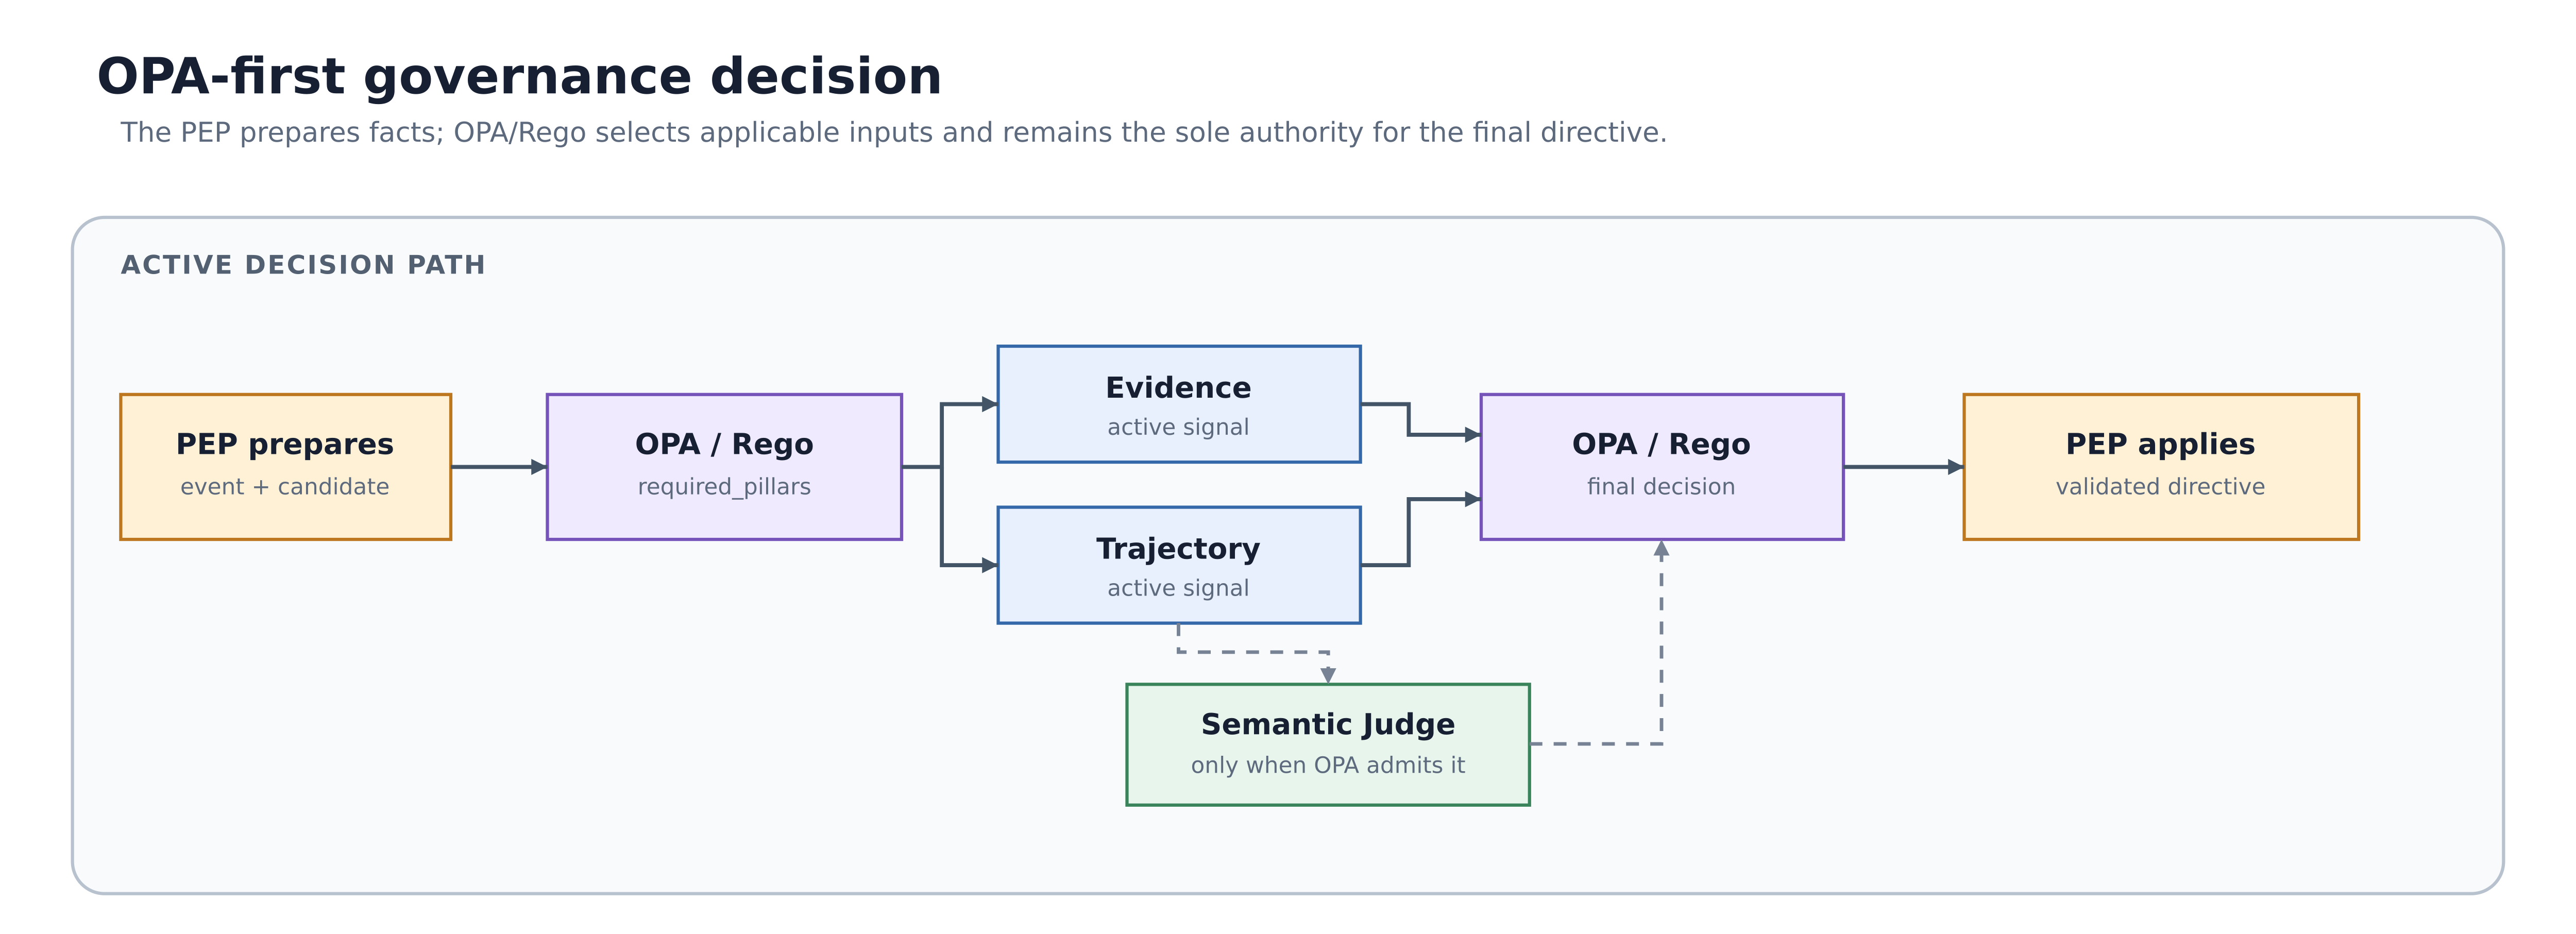 OPA-first governance decision
The PEP prepares facts; OPA/Rego selects applicable inputs and remains the sole authority for the final directive.
ACTIVE DECISION PATH
PEP prepares
event + candidate
OPA / Rego
required_pillars
Evidence
active signal
Trajectory
active signal
Semantic Judge
only when OPA admits it
OPA / Rego
final decision
PEP applies
validated directive